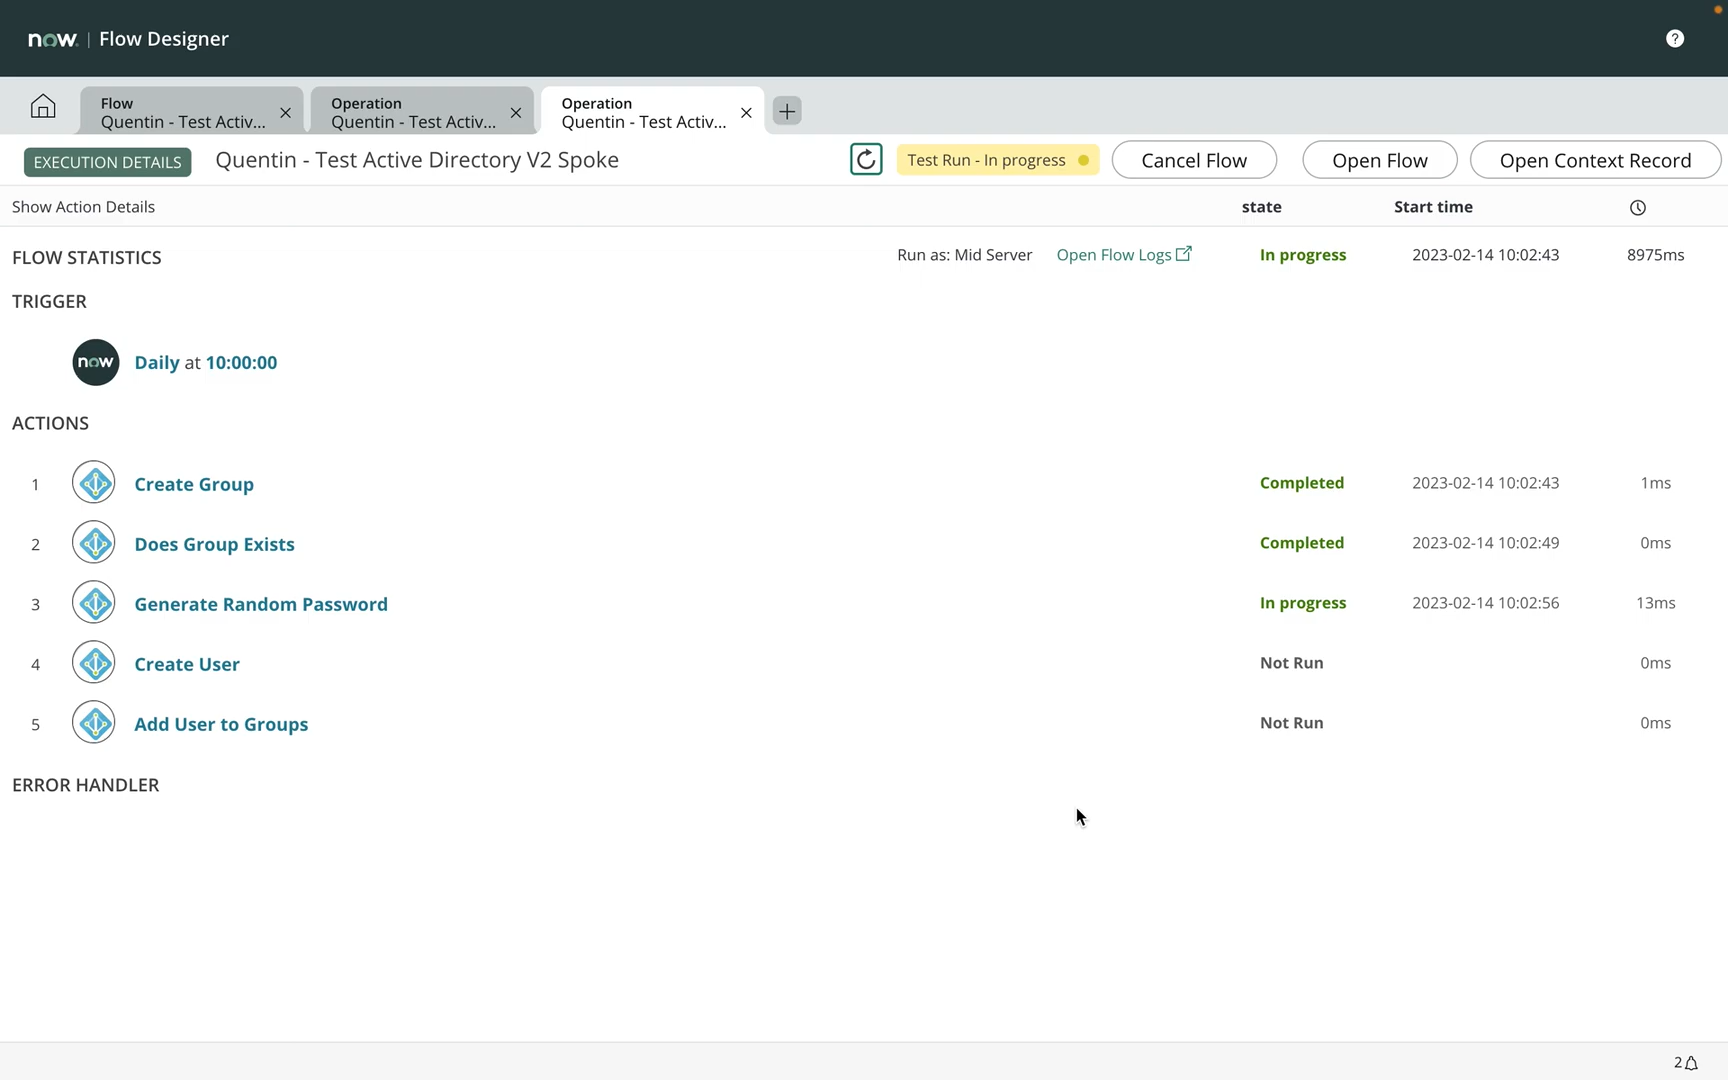 now. | Flow Designer
?
Flow
Quentin - Test Activ...
Operation
Quentin - Test Activ...
Operation
Quentin - Test Activ...
EXECUTION DETAILS Quentin - Test Active Directory V2 Spoke Test Run - In progress Cancel Flow Open Flow Open Context Record
Show Action Details state Start time
FLOW STATISTICS Run as: Mid Server Open Flow Logs In progress 2023-02-14 10:02:43 8975ms
TRIGGER
now Daily at 10:00:00
ACTIONS
1 Create Group Completed 2023-02-14 10:02:43 1ms
2 Does Group Exists Completed 2023-02-14 10:02:49 0ms
3 Generate Random Password In progress 2023-02-14 10:02:56 13ms
4 Create User Not Run 0ms
5 Add User to Groups Not Run 0ms
ERROR HANDLER
2